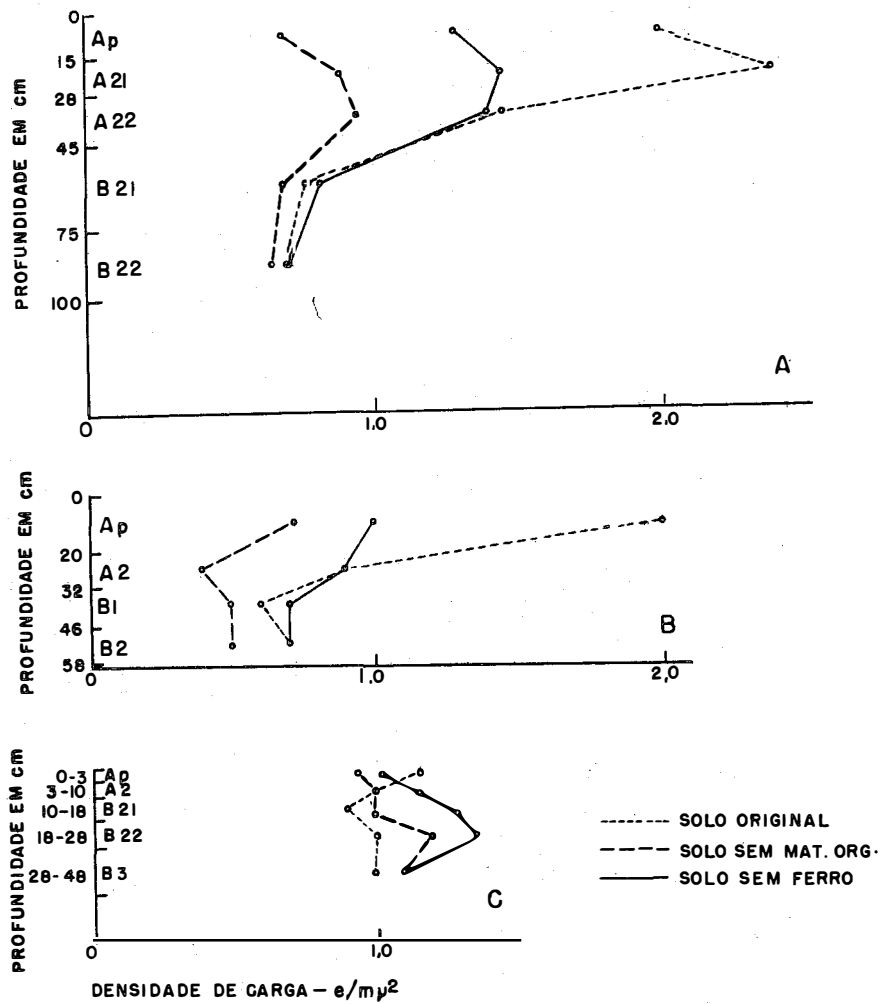 PROFUNDIDADE EM cm
0
Ap
15
A21
28
A22
45
B21
75
B22
100
A
0
1.0
2.0
PROFUNDIDADE EM cm
0
Ap
20
A2
32
B1
46
B2
58
B
0
1,0
2,0
PROFUNDIDADE EM cm
0-3 Ap
3-10 A2
10-18 B21
18-28 B22
28-48 B3
C
0
1,0
SOLO ORIGINAL
SOLO SEM MAT. ORG.
SOLO SEM FERRO
DENSIDADE DE CARGA — e/mµ²